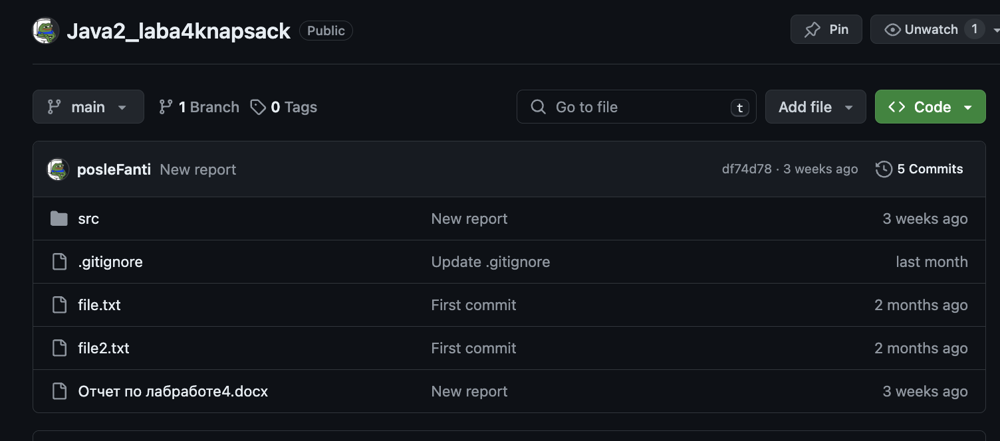 Java2_laba4knapsack Public Pin Unwatch 1
main 1 Branch 0 Tags Go to file t Add file Code
posleFanti New report df74d78 · 3 weeks ago 5 Commits
src New report 3 weeks ago
.gitignore Update .gitignore last month
file.txt First commit 2 months ago
file2.txt First commit 2 months ago
Отчет по лабработе4.docx New report 3 weeks ago